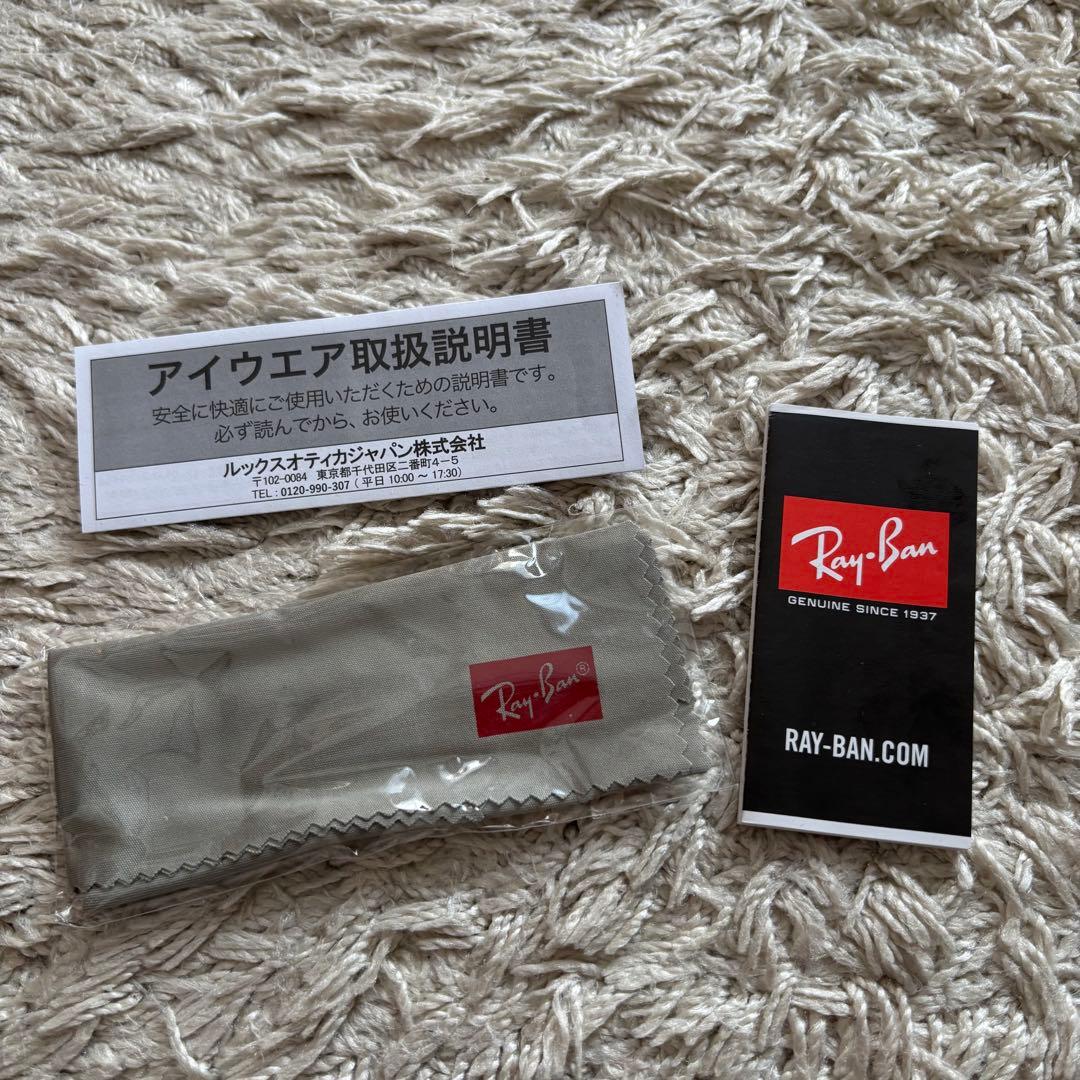 アイウエア取扱説明書
安全に快適にご使用いただくための説明書です。
必ず読んでから、お使いください。
ルックスオティカジャパン株式会社
〒102-0084 東京都千代田区二番町4-5
TEL : 0120-990-307 ( 平日 10:00 ～ 17:30)
Ray-Ban
GENUINE SINCE 1937
RAY-BAN.COM
Ray-Ban®